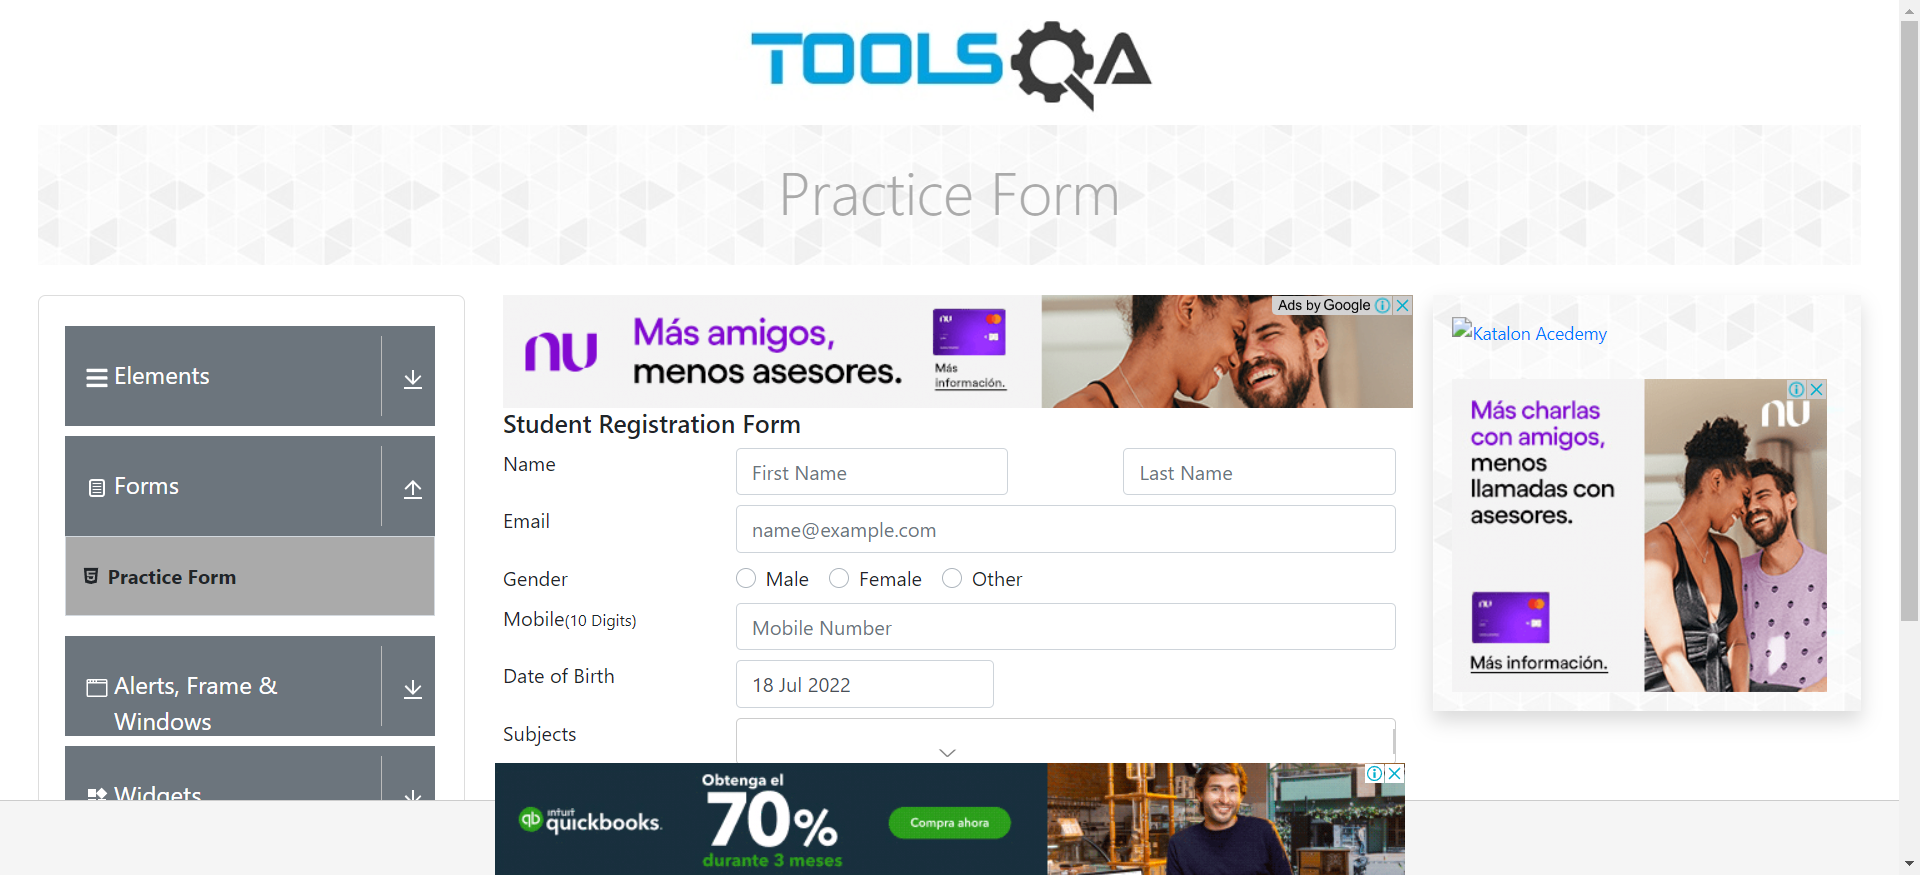 TOOLSQA
Practice Form
Elements
Forms
Practice Form
Alerts, Frame &
Windows
Widgets
nu
Más amigos,
menos asesores.
nu
Más
información.
Ads by Google
Student Registration Form
Name
First Name
Last Name
Email
name@example.com
Gender
Male
Female
Other
Mobile(10 Digits)
Mobile Number
Date of Birth
18 Jul 2022
Subjects
Katalon Acedemy
Más charlas
con amigos,
menos
llamadas con
asesores.
nu
nu
Más información.
qb
intuit
quickbooks.
Obtenga el
70%
durante 3 meses
Compra ahora